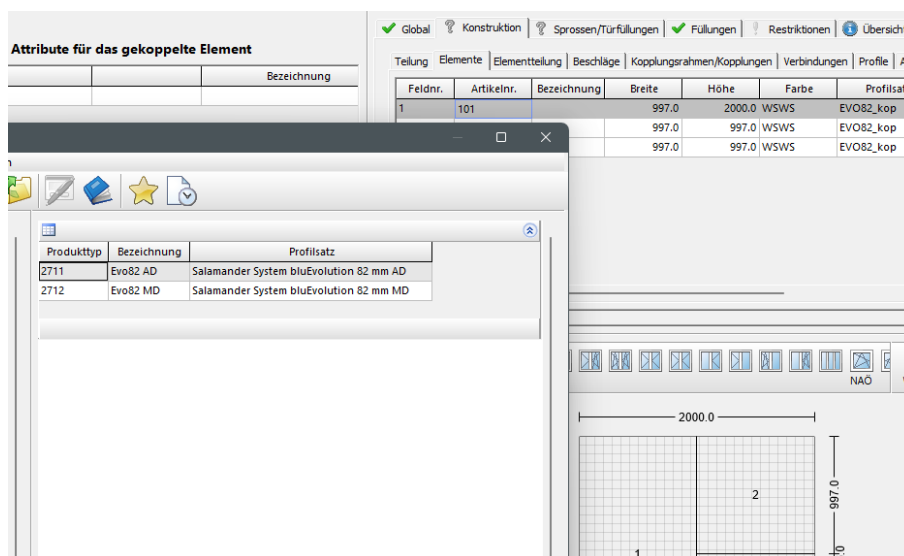 Attribute für das gekoppelte Element
Bezeichnung
Global
Konstruktion
Sprossen/Türfüllungen
Füllungen
Restriktionen
Übersicht
Teilung
Elemente
Elementteilung
Beschläge
Kopplungsrahmen/Kopplungen
Verbindungen
Profile
Feldnr. Artikelnr. Bezeichnung Breite Höhe Farbe Profilsat
1 101 997.0 2000.0 WSWS EVO82_kop
997.0 997.0 WSWS EVO82_kop
997.0 997.0 WSWS EVO82_kop
Produkttyp Bezeichnung Profilsatz
2711 Evo82 AD Salamander System bluEvolution 82 mm AD
2712 Evo82 MD Salamander System bluEvolution 82 mm MD
NAÖ
2000.0
2
997.0
1